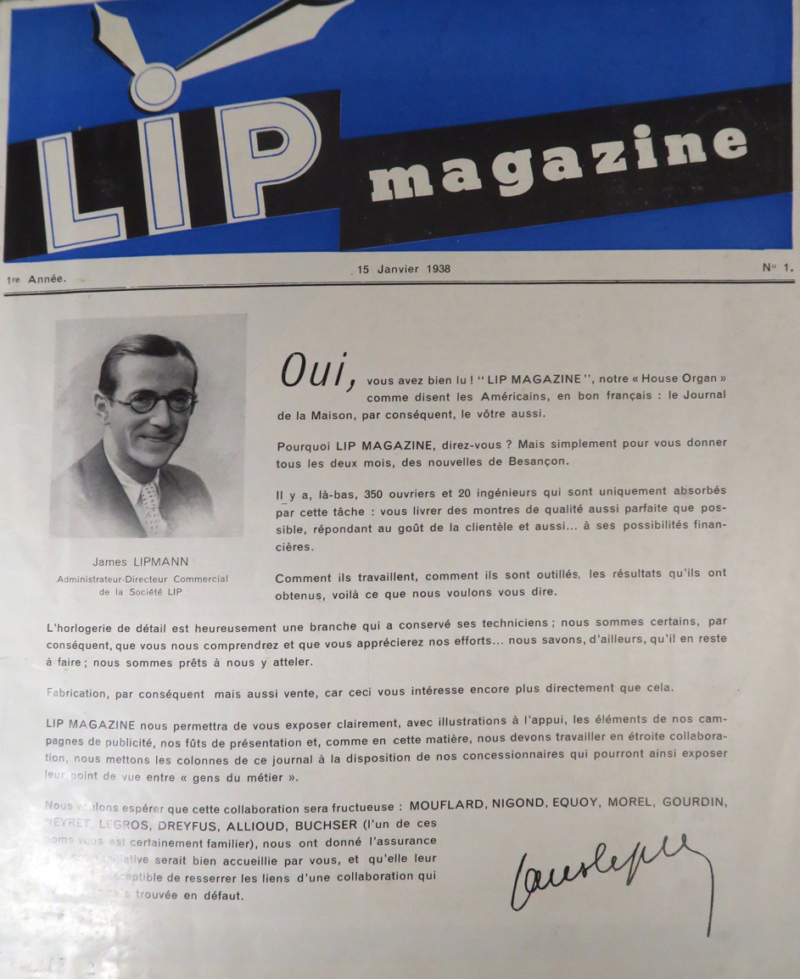 LIP magazine
1re Année.
15 Janvier 1938
No 1.
Oui, vous avez bien lu ! “ LIP MAGAZINE ”, notre « House Organ »
comme disent les Américains, en bon français : le Journal
de la Maison, par conséquent, le vôtre aussi.
Pourquoi LIP MAGAZINE, direz-vous ? Mais simplement pour vous donner
tous les deux mois, des nouvelles de Besançon.
Il y a, là-bas, 350 ouvriers et 20 ingénieurs qui sont uniquement absorbés
par cette tâche : vous livrer des montres de qualité aussi parfaite que pos-
sible, répondant au goût de la clientèle et aussi... à ses possibilités finan-
cières.
Comment ils travaillent, comment ils sont outillés, les résultats qu'ils ont
obtenus, voilà ce que nous voulons vous dire.
James LIPMANN
Administrateur-Directeur Commercial
de la Société LIP
L'horlogerie de détail est heureusement une branche qui a conservé ses techniciens ; nous sommes certains, par
conséquent, que vous nous comprendrez et que vous apprécierez nos efforts... nous savons, d'ailleurs, qu'il en reste
à faire ; nous sommes prêts à nous y atteler.
Fabrication, par conséquent mais aussi vente, car ceci vous intéresse encore plus directement que cela.
LIP MAGAZINE nous permettra de vous exposer clairement, avec illustrations à l'appui, les éléments de nos cam-
pagnes de publicité, nos fûts de présentation et, comme en cette matière, nous devons travailler en étroite collabora-
tion, nous mettons les colonnes de ce journal à la disposition de nos concessionnaires qui pourront ainsi exposer
leur point de vue entre « gens du métier ».
Nous voulons espérer que cette collaboration sera fructueuse : MOUFLARD, NIGOND, EQUOY, MOREL, GOURDIN,
LEGROS, DREYFUS, ALLIOUD, BUCHSER (l'un de ces
noms vous est certainement familier), nous ont donné l'assurance
serait bien accueillie par vous, et qu'elle leur
de resserrer les liens d'une collaboration qui
trouvée en défaut.